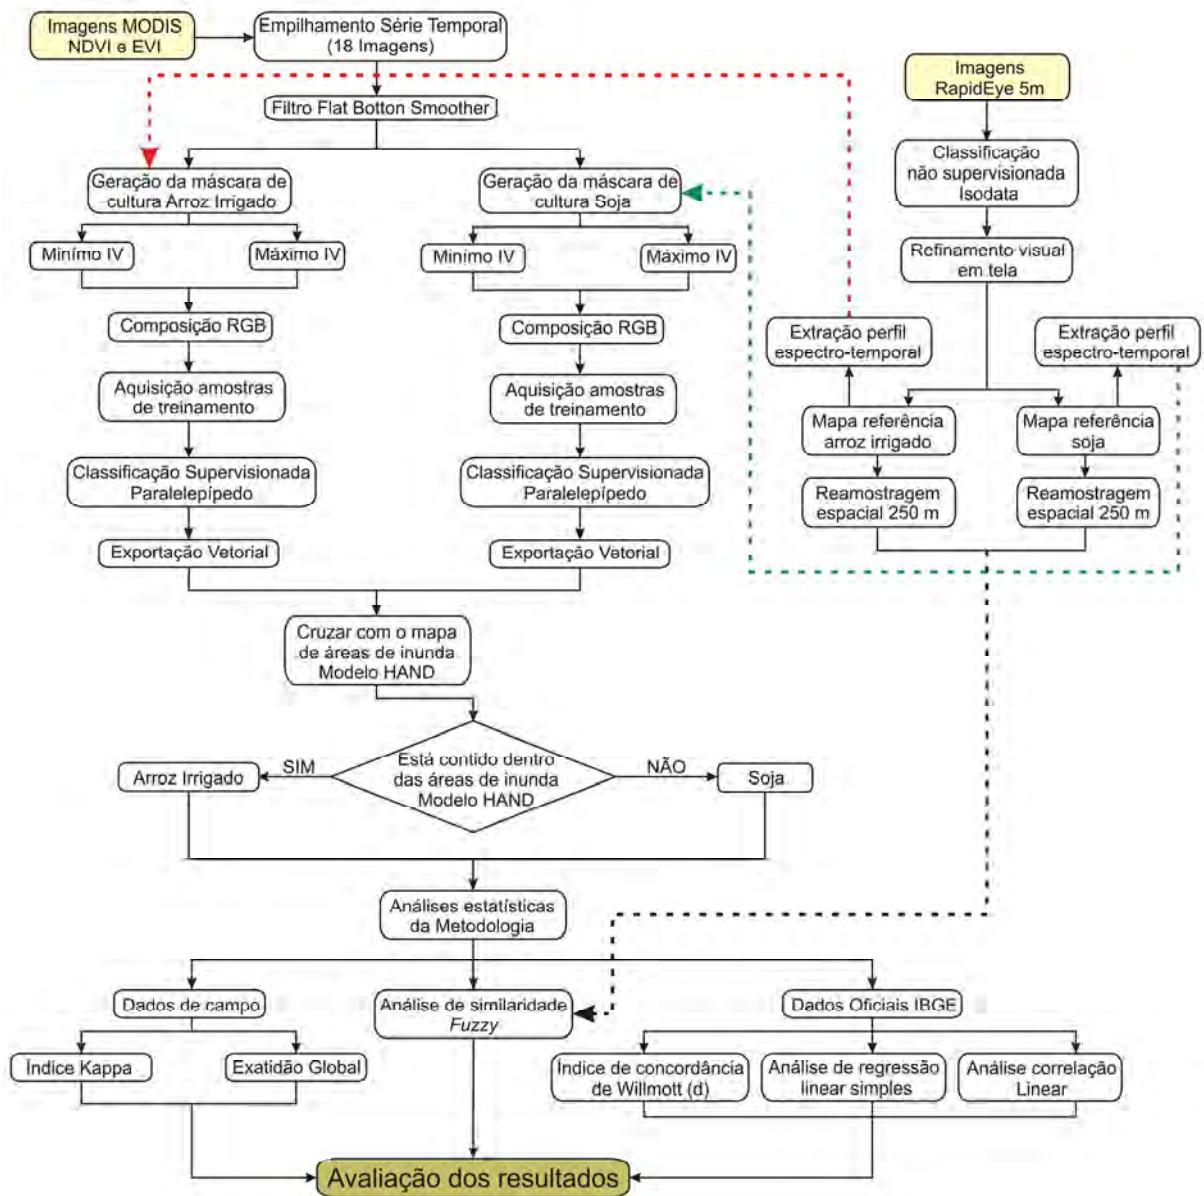 Imagens MODIS
NDVI e EVI
Empilhamento Série Temporal
(18 Imagens)
Filtro Flat Botton Smoother
Geração da máscara de
cultura Arroz Irrigado
Mínimo IV
Máximo IV
Composição RGB
Aquisição amostras
de treinamento
Classificação Supervisionada
Paralelepípedo
Exportação Vetorial
Geração da máscara de
cultura Soja
Mínimo IV
Máximo IV
Composição RGB
Aquisição amostras
de treinamento
Classificação Supervisionada
Paralelepípedo
Exportação Vetorial
Imagens
RapidEye 5m
Classificação
não supervisionada
Isodata
Refinamento visual
em tela
Extração perfil
espectro-temporal
Extração perfil
espectro-temporal
Mapa referência
arroz irrigado
Mapa referência
soja
Reamostragem
espacial 250 m
Reamostragem
espacial 250 m
Cruzar com o mapa
de áreas de inunda
Modelo HAND
Está contido dentro
das áreas de inunda
Modelo HAND
SIM
Arroz Irrigado
NÃO
Soja
Análises estatísticas
da Metodologia
Dados de campo
Análise de similaridade
Fuzzy
Dados Oficiais IBGE
Índice Kappa
Exatidão Global
Índice de concordância
de Willmott (d)
Análise de regressão
linear simples
Análise correlação
Linear
Avaliação dos resultados